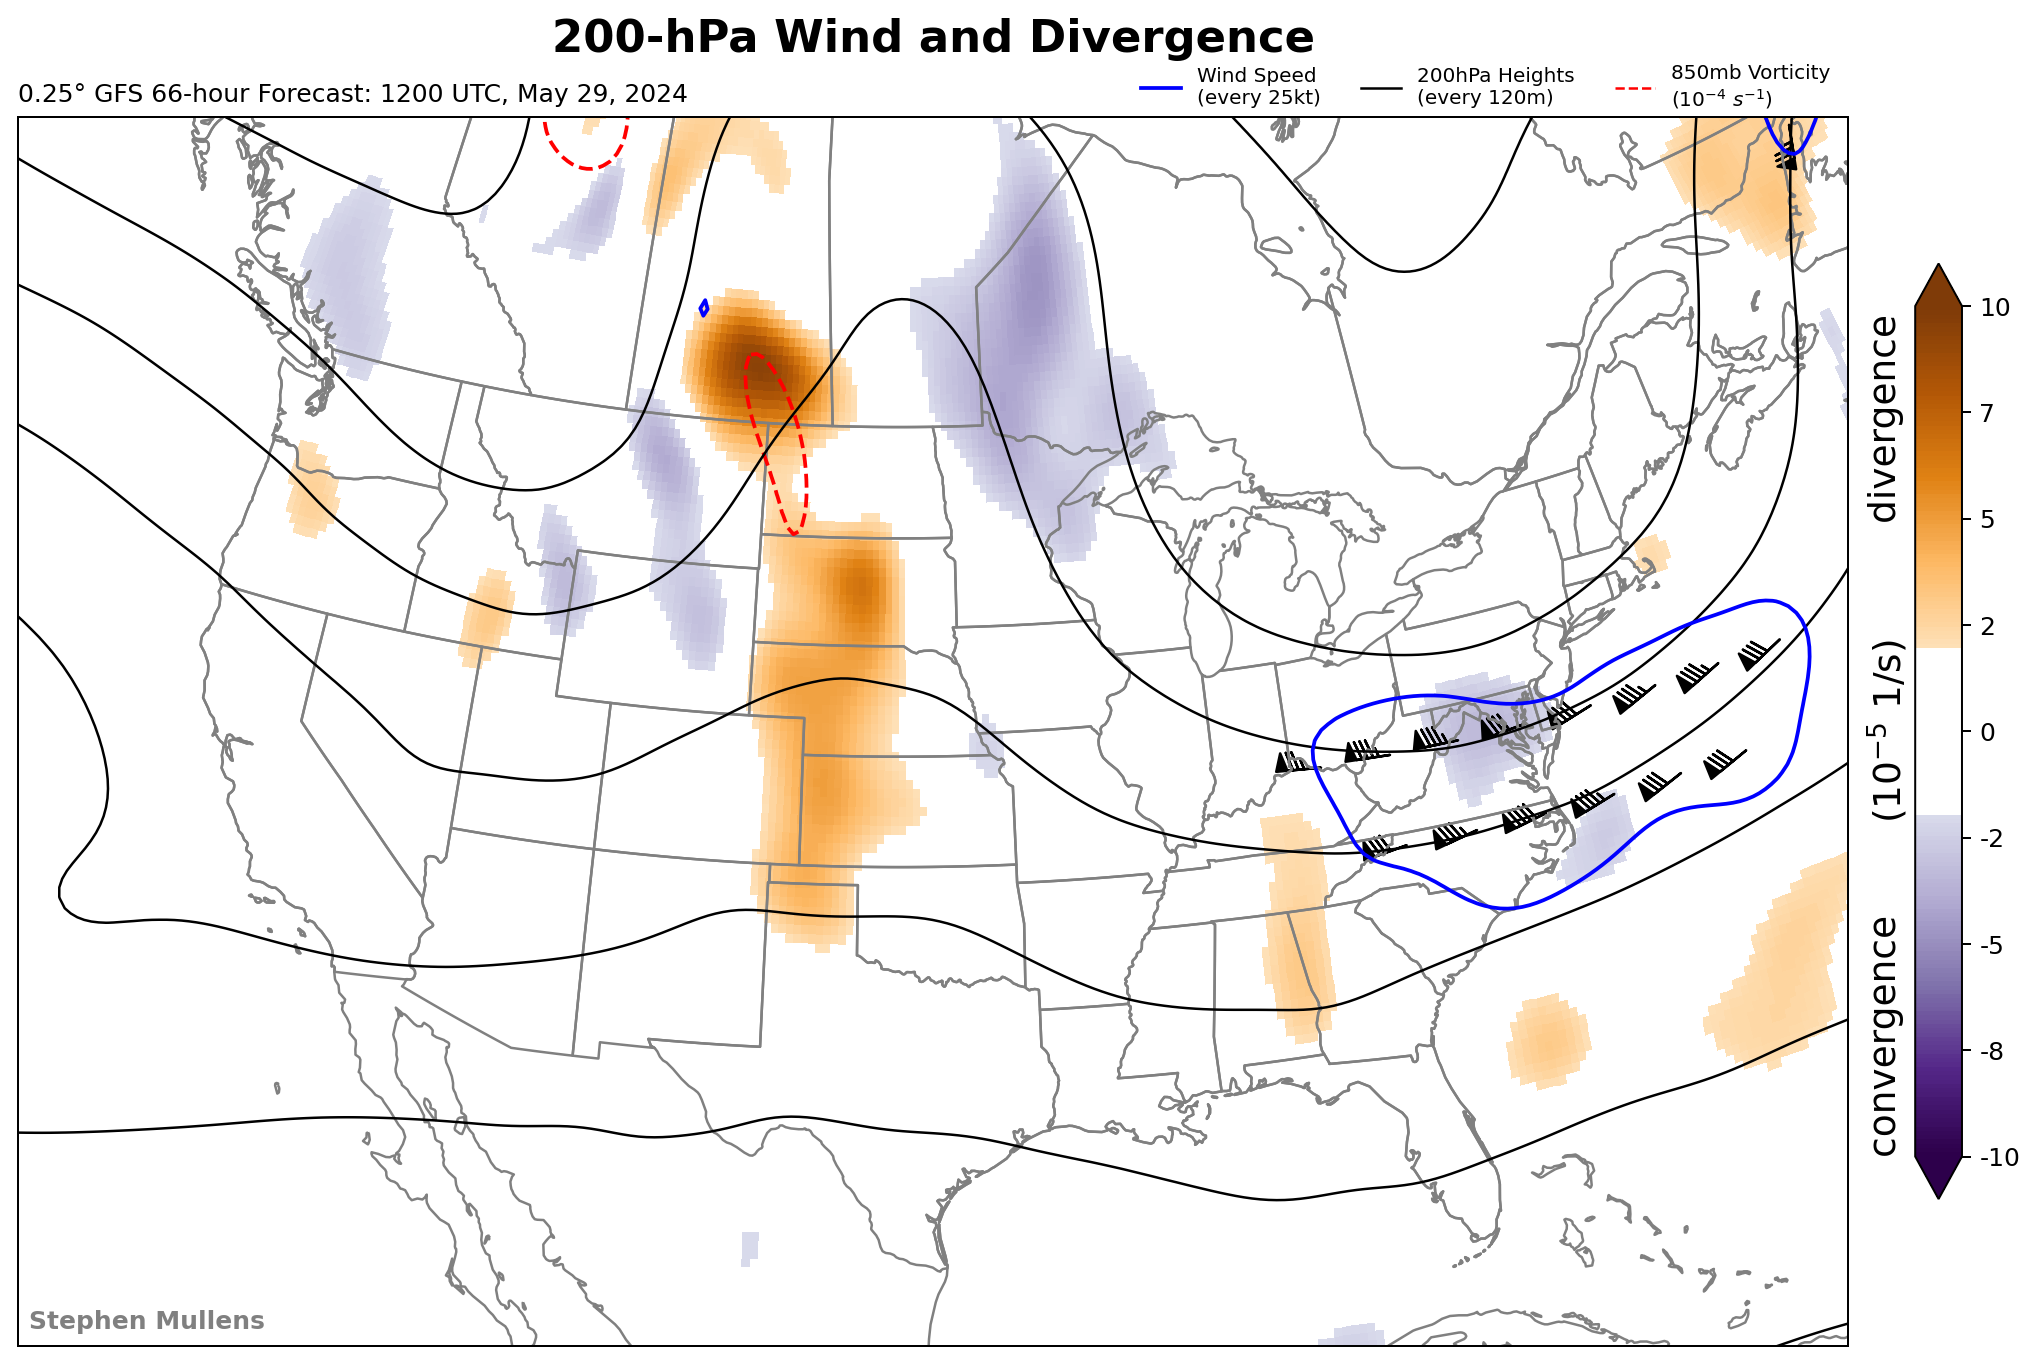 200-hPa Wind and Divergence
0.25° GFS 66-hour Forecast: 1200 UTC, May 29, 2024
Wind Speed
(every 25kt)
200hPa Heights
(every 120m)
850mb Vorticity
(10⁻⁴ s⁻¹)
10
7
5
2
0
-2
-5
-8
-10
convergence (10⁻⁵ 1/s) divergence
Stephen Mullens